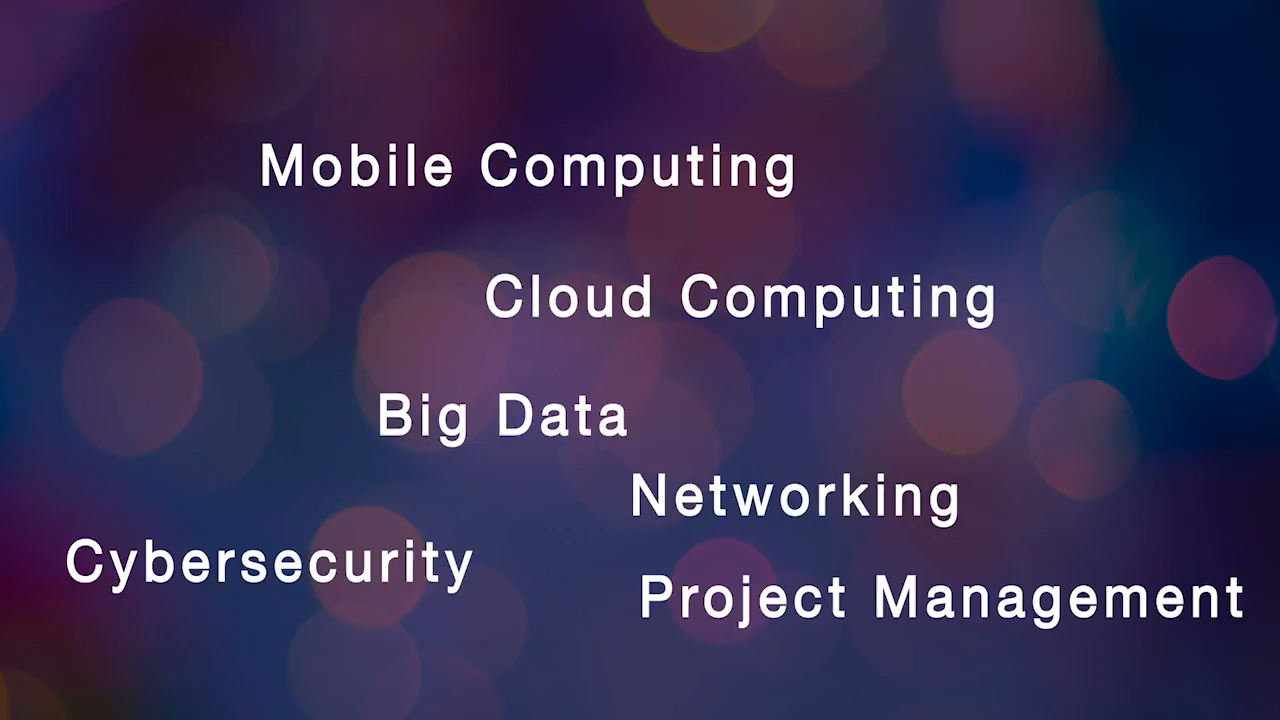 Mobile Computing
Cloud Computing
Big Data
Networking
Cybersecurity
Project Management